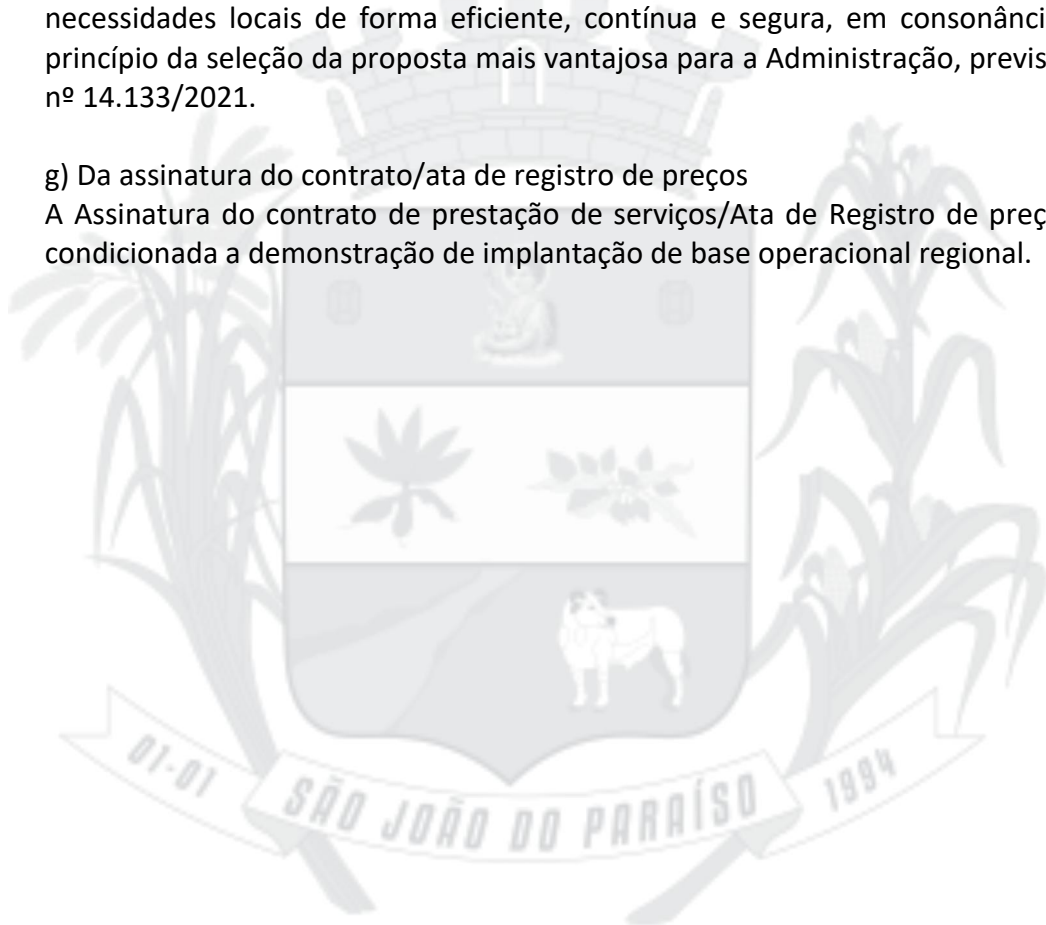 necessidades locais de forma eficiente, contínua e segura, em consonânci
princípio da seleção da proposta mais vantajosa para a Administração, previs
nº 14.133/2021.
g) Da assinatura do contrato/ata de registro de preços
A Assinatura do contrato de prestação de serviços/Ata de Registro de preç
condicionada a demonstração de implantação de base operacional regional.
01-01 SÃO JOÃO DO PARAÍSO 1994